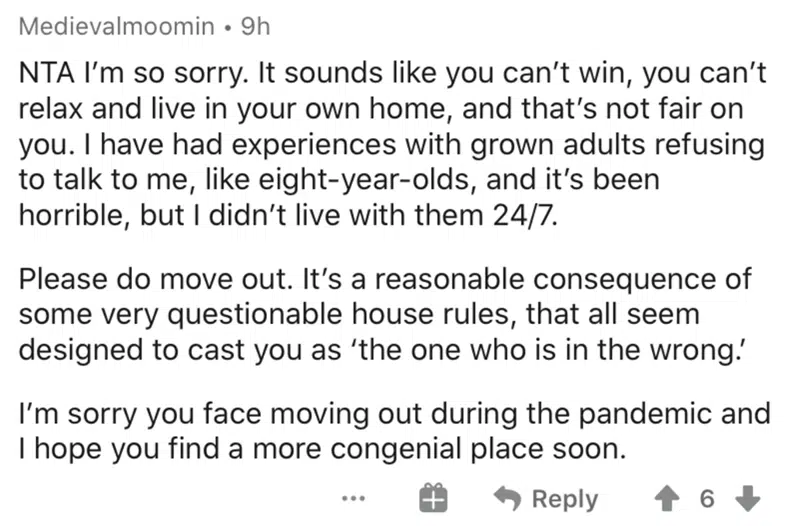 Medievalmoomin • 9h
NTA I’m so sorry. It sounds like you can’t win, you can’t
relax and live in your own home, and that’s not fair on
you. I have had experiences with grown adults refusing
to talk to me, like eight-year-olds, and it’s been
horrible, but I didn’t live with them 24/7.
Please do move out. It’s a reasonable consequence of
some very questionable house rules, that all seem
designed to cast you as ‘the one who is in the wrong.’
I’m sorry you face moving out during the pandemic and
I hope you find a more congenial place soon.
... Reply 6